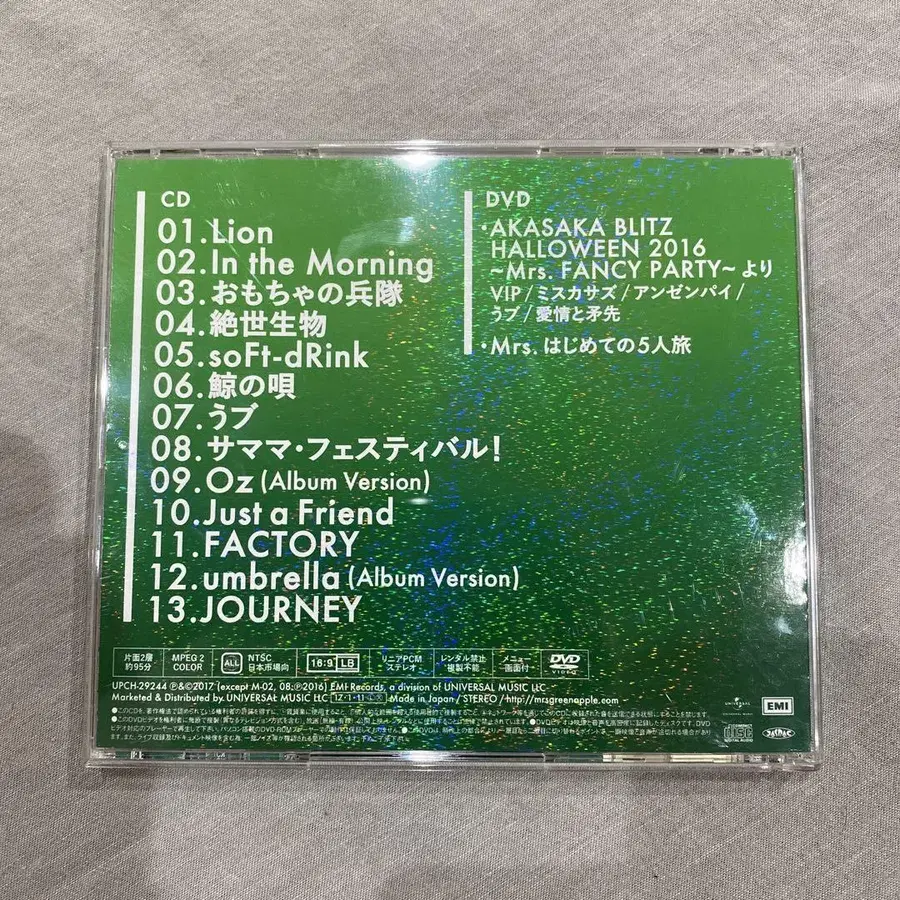 CD
01.Lion
02.In the Morning
03.おもちゃの兵隊
04.絶世生物
05.soFt-dRink
06.鯨の唄
07.うブ
08.サママ・フェスティバル!
09.Oz(Album Version)
10.Just a Friend
11.FACTORY
12.umbrella(Album Version)
13.JOURNEY
DVD
・AKASAKA BLITZ
HALLOWEEN 2016
~Mrs. FANCY PARTY~より
VIP/ミスカサズ/アンゼンパイ/
うブ/愛情と矛先
・Mrs. はじめての5人旅
片面2層
約95分
MPEG 2
COLOR
ALL
NTSC
日本市場向
16:9 LB
リニアPCM
ステレオ
レンタル禁止
複製不能
メニュー
画面付
DVD
VIDEO
UPCH-29244 ℗&©2017 (except M-02, 08:℗2016) EMI Records, a division of UNIVERSAL MUSIC LLC
Marketed & Distributed by UNIVERSAL MUSIC LLC Made in Japan/STEREO/http://mrsgreenapple.com
UNIVERSAL
EMI